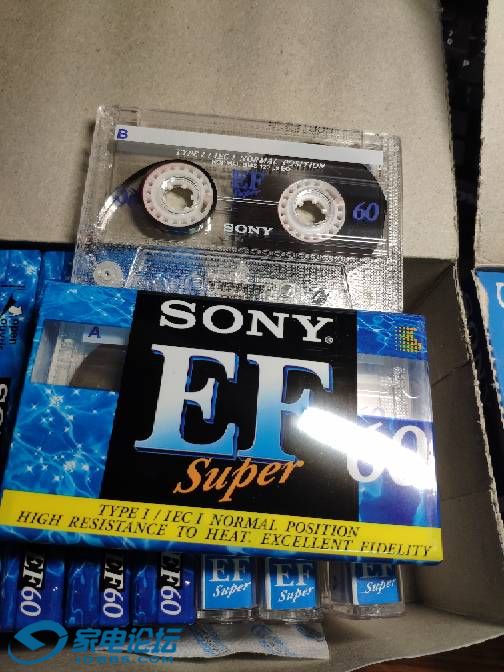 B
TYPE I / IEC I NORMAL POSITION
EF
Super
60
SONY
SONY®
A
EF
Super
60
TYPE I / IEC I NORMAL POSITION
HIGH RESISTANCE TO HEAT. EXCELLENT FIDELITY
EF60
EF60
EF60
EF
Super
EF
Super
EF
Super
家电论坛